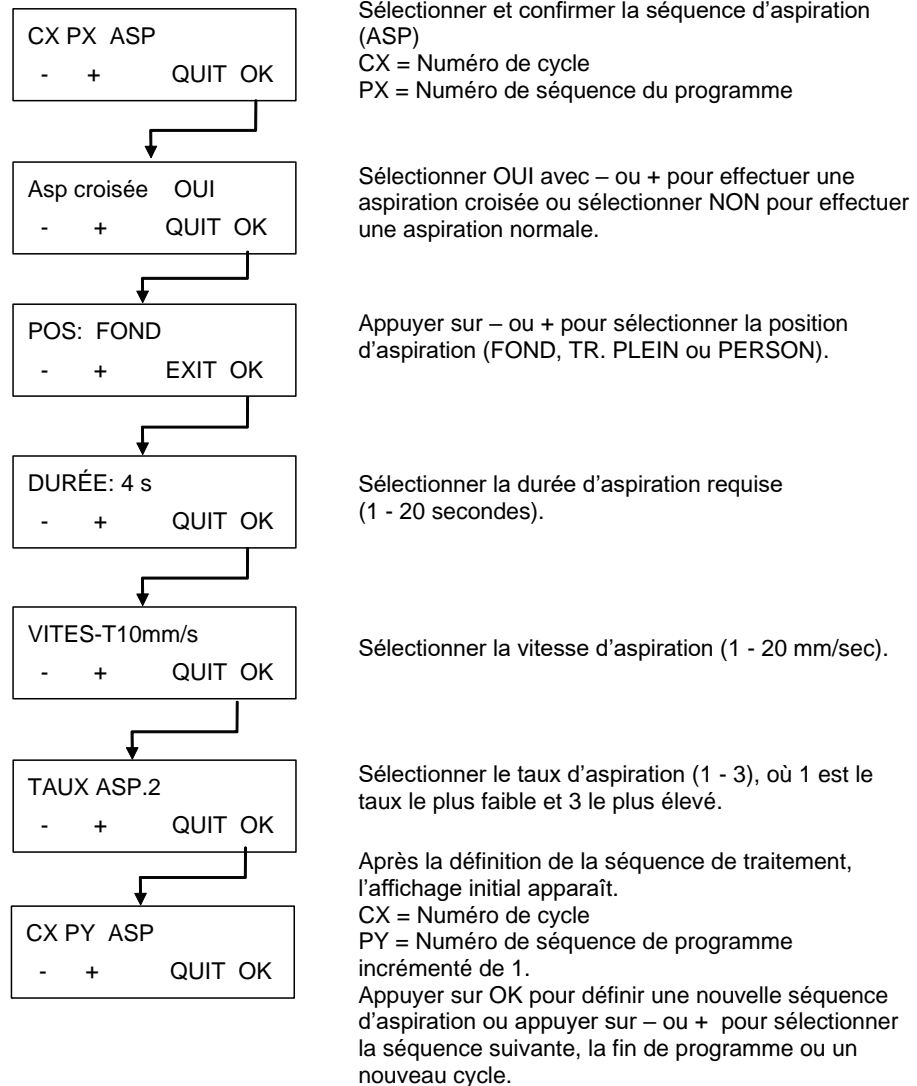 CX PX ASP
- + QUIT OK
Sélectionner et confirmer la séquence d'aspiration
(ASP)
CX = Numéro de cycle
PX = Numéro de séquence du programme
Asp croisée OUI
- + QUIT OK
Sélectionner OUI avec – ou + pour effectuer une
aspiration croisée ou sélectionner NON pour effectuer
une aspiration normale.
POS: FOND
- + EXIT OK
Appuyer sur – ou + pour sélectionner la position
d'aspiration (FOND, TR. PLEIN ou PERSON).
DURÉE: 4 s
- + QUIT OK
Sélectionner la durée d'aspiration requise
(1 - 20 secondes).
VITES-T10mm/s
- + QUIT OK
Sélectionner la vitesse d'aspiration (1 - 20 mm/sec).
TAUX ASP.2
- + QUIT OK
Sélectionner le taux d'aspiration (1 - 3), où 1 est le
taux le plus faible et 3 le plus élevé.
CX PY ASP
- + QUIT OK
Après la définition de la séquence de traitement,
l'affichage initial apparaît.
CX = Numéro de cycle
PY = Numéro de séquence de programme
incrémenté de 1.
Appuyer sur OK pour définir une nouvelle séquence
d'aspiration ou appuyer sur – ou + pour sélectionner
la séquence suivante, la fin de programme ou un
nouveau cycle.